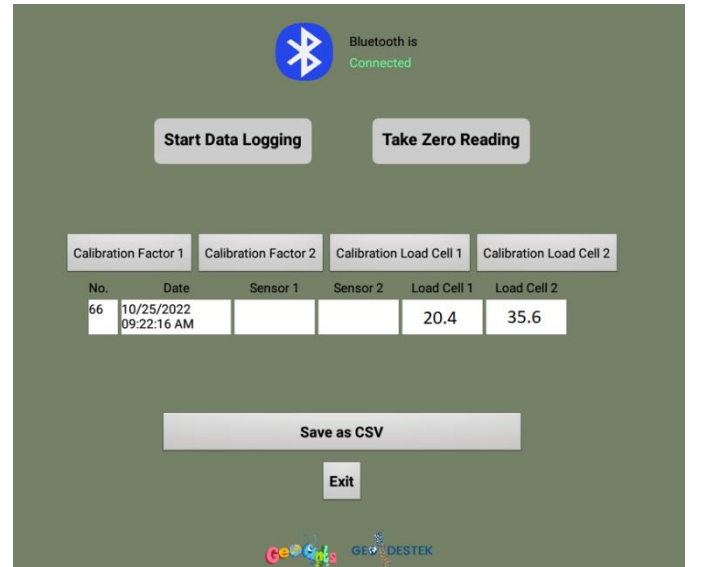 Bluetooth is
Connected
Start Data Logging
Take Zero Reading
Calibration Factor 1
Calibration Factor 2
Calibration Load Cell 1
Calibration Load Cell 2
No. Date Sensor 1 Sensor 2 Load Cell 1 Load Cell 2
66 10/25/2022 20.4 35.6
09:22:16 AM
Save as CSV
Exit
GEO DESTEK